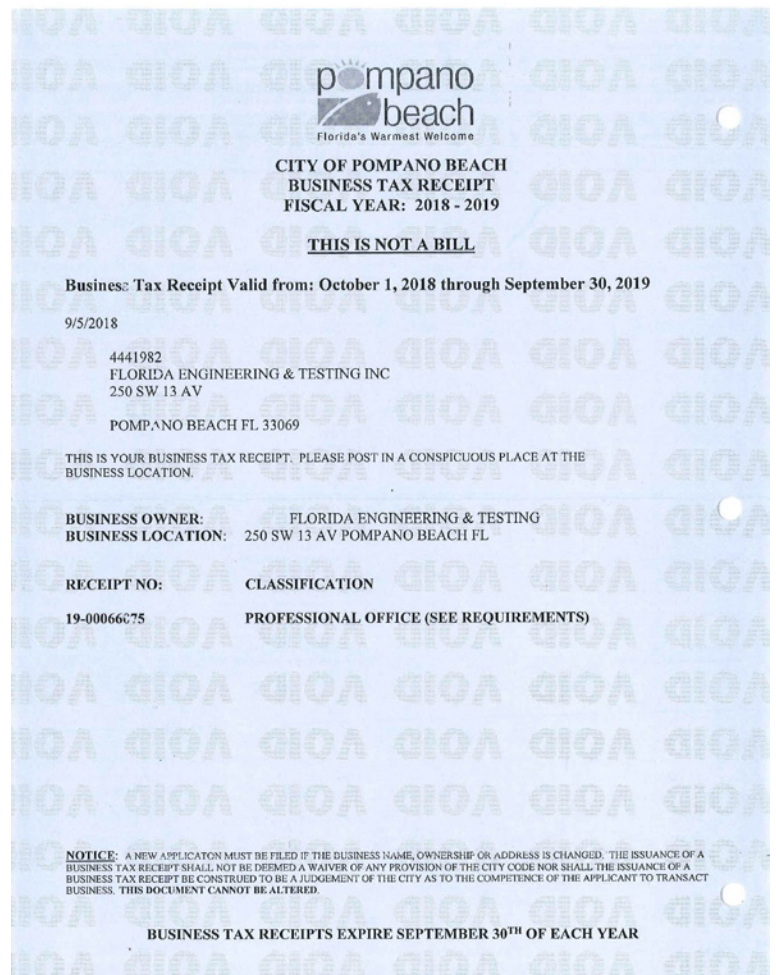 pompano
beach
Florida's Warmest Welcome
CITY OF POMPANO BEACH
BUSINESS TAX RECEIPT
FISCAL YEAR: 2018 - 2019
THIS IS NOT A BILL
Business Tax Receipt Valid from: October 1, 2018 through September 30, 2019
9/5/2018
4441982
FLORIDA ENGINEERING & TESTING INC
250 SW 13 AV
POMPANO BEACH FL 33069
THIS IS YOUR BUSINESS TAX RECEIPT. PLEASE POST IN A CONSPICUOUS PLACE AT THE
BUSINESS LOCATION.
BUSINESS OWNER: FLORIDA ENGINEERING & TESTING
BUSINESS LOCATION: 250 SW 13 AV POMPANO BEACH FL
RECEIPT NO: CLASSIFICATION
PROFESSIONAL OFFICE (SEE REQUIREMENTS)
NOTICE: A NEW APPLICATON MUST BE FILED IF THE BUSINESS NAME, OWNERSHIP OR ADDRESS IS CHANGED. THE ISSUANCE OF A
BUSINESS TAX RECEIPT SHALL NOT BE DEEMED A WAIVER OF ANY PROVISION OF THE CITY CODE NOR SHALL THE ISSUANCE OF A
BUSINESS TAX RECEIPT BE CONSTRUED TO BE A JUDGEMENT OF THE CITY AS TO THE COMPETENCE OF THE APPLICANT TO TRANSACT
BUSINESS. THIS DOCUMENT CANNOT BE ALTERED.
BUSINESS TAX RECEIPTS EXPIRE SEPTEMBER 30TH OF EACH YEAR